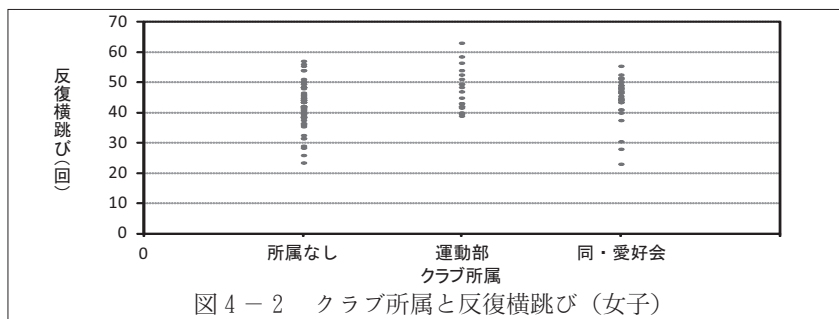 70
60
50
40
30
20
10
0
反復横跳び(回)
0 所属なし 運動部 同・愛好会
クラブ所属
図4-2 クラブ所属と反復横跳び(女子)